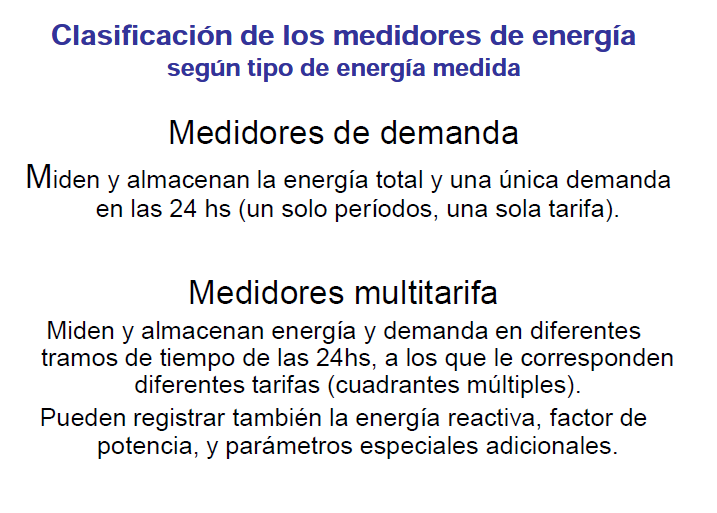 Clasificación de los medidores de energía
según tipo de energía medida
Medidores de demanda
Miden y almacenan la energía total y una única demanda
en las 24 hs (un solo períodos, una sola tarifa).
Medidores multitarifa
Miden y almacenan energía y demanda en diferentes
tramos de tiempo de las 24hs, a los que le corresponden
diferentes tarifas (cuadrantes múltiples).
Pueden registrar también la energía reactiva, factor de
potencia, y parámetros especiales adicionales.